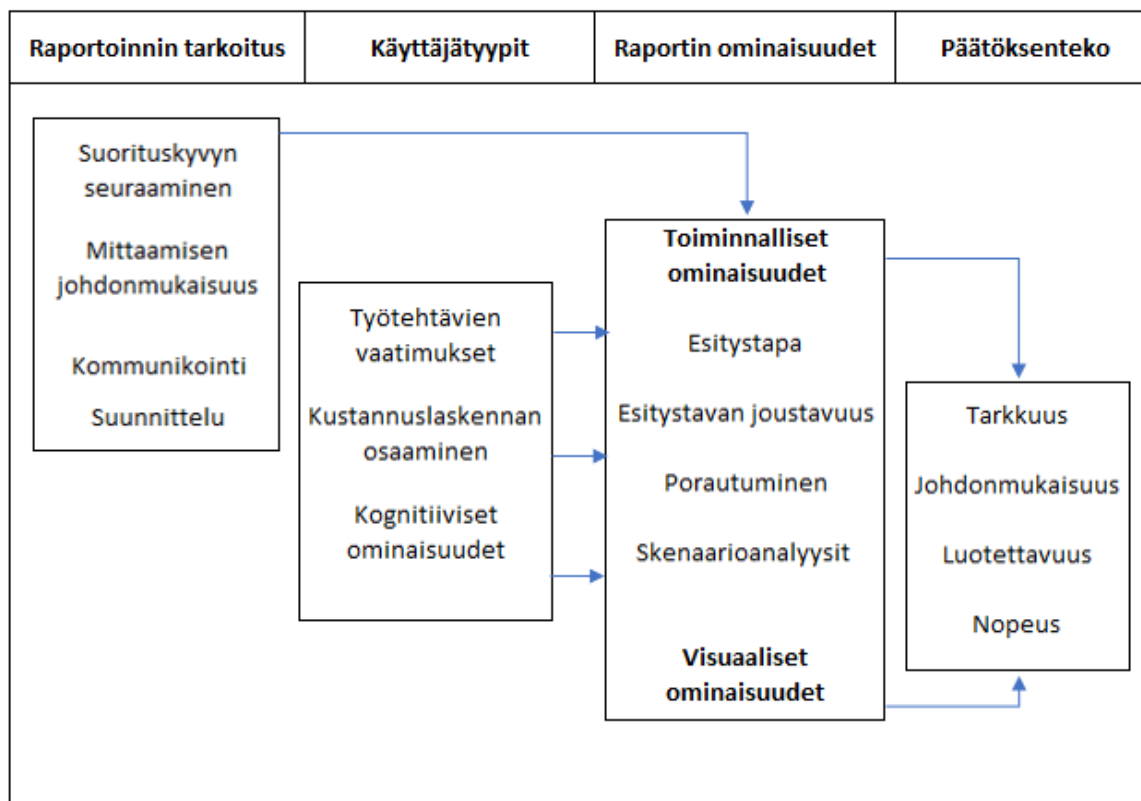 Raportoinnin tarkoitus
Käyttäjätyypit
Raportin ominaisuudet
Päätöksenteko
Suorituskyvyn
seuraaminen
Mittaamisen
johdonmukaisuus
Kommunikointi
Suunnittelu
Työtehtävien
vaatimukset
Kustannuslaskennan
osaaminen
Kognitiiviset
ominaisuudet
Toiminnalliset
ominaisuudet
Esitystapa
Esitystavan joustavuus
Porautuminen
Skenaarioanalyysit
Visuaaliset
ominaisuudet
Tarkkuus
Johdonmukaisuus
Luotettavuus
Nopeus